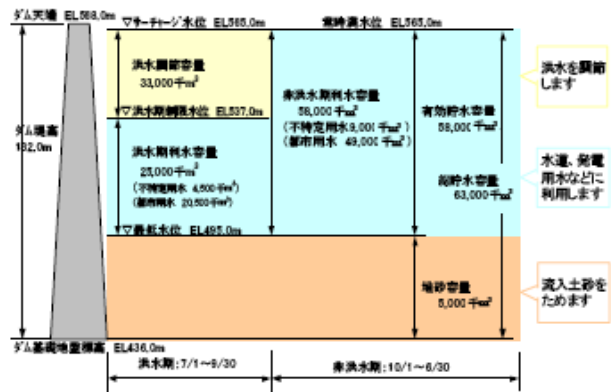 ダム天端 EL568.0m
▽サーチャージ水位 EL565.0m
常時満水位 EL565.0m
洪水調節容量
33,000千m³
▽洪水期制限水位 EL537.0m
洪水期利水容量
25,000千m³
(不特定用水 4,500千m³)
(都市用水 20,500千m³)
▽最低水位 EL495.0m
非洪水期利水容量
58,000千m³
(不特定用水9,000千m³)
(都市用水 49,000千m³)
有効貯水容量
58,000千m³
総貯水容量
63,000千m³
堆砂容量
5,000千m³
ダム堤高
132.0m
ダム基礎地盤標高 EL436.0m
洪水期:7/1~9/30
非洪水期:10/1~6/30
洪水を調節
します
水道、発電
用水などに
利用します
流入土砂を
ためます